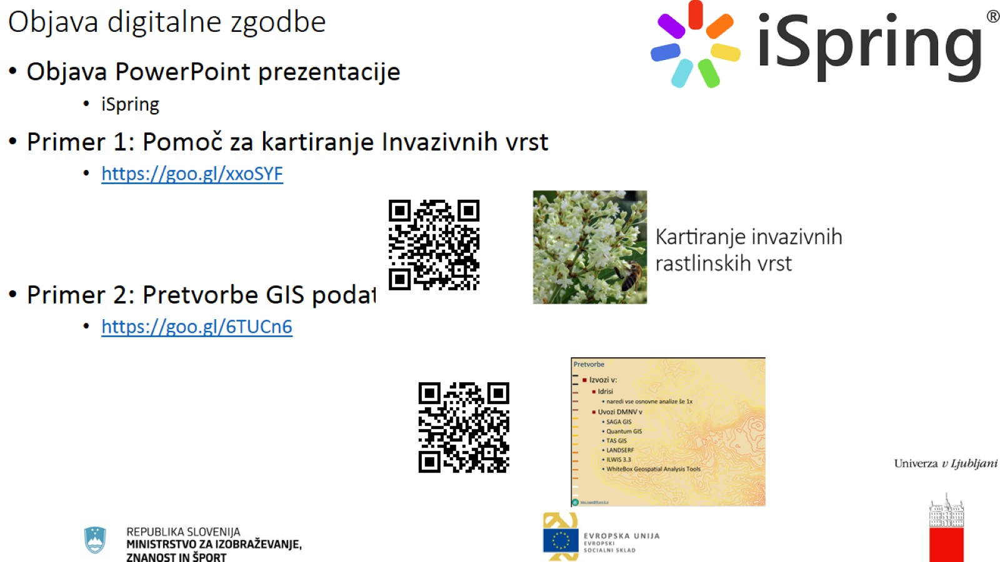 Objava digitalne zgodbe
iSpring®
• Objava PowerPoint prezentacije
• iSpring
• Primer 1: Pomoč za kartiranje Invazivnih vrst
• https://goo.gl/xxoSYF
Kartiranje invazivnih
rastlinskih vrst
• Primer 2: Pretvorbe GIS podat
• https://goo.gl/6TUCn6
Pretvorbe
Izvozi v:
Idrisi
• naredi vse osnovne analize še 1x
Uvozi DMNV v
• SAGA GIS
• Quantum GIS
• TAS GIS
• LANDSERF
• ILWIS 3.3
• WhiteBox Geospatial Analysis Tools
Univerza v Ljubljani
REPUBLIKA SLOVENIJA
MINISTRSTVO ZA IZOBRAŽEVANJE,
ZNANOST IN ŠPORT
EVROPSKA UNIJA
EVROPSKI
SOCIALNI SKLAD